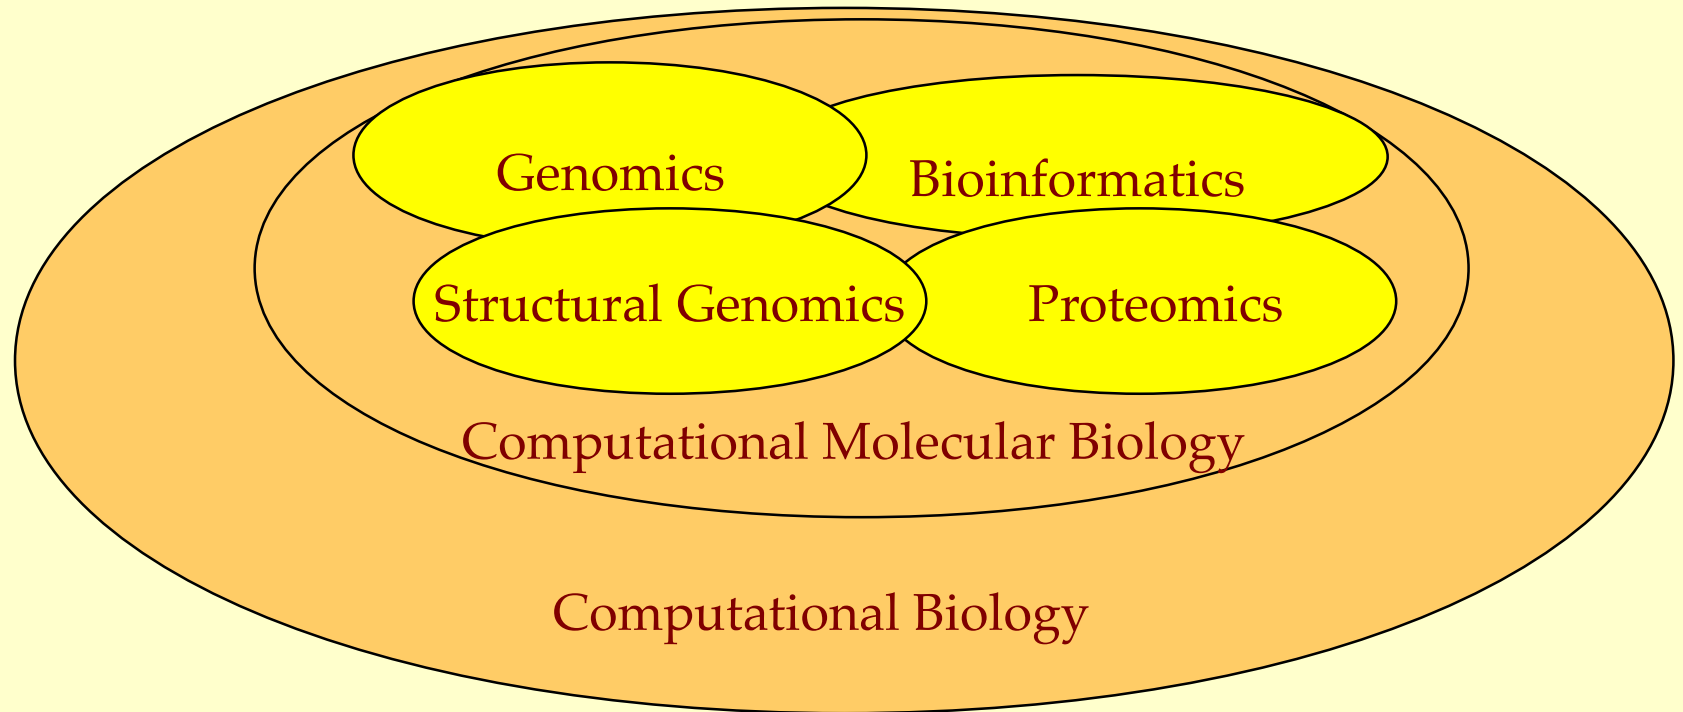 Genomics
Bioinformatics
Structural Genomics
Proteomics
Computational Molecular Biology
Computational Biology